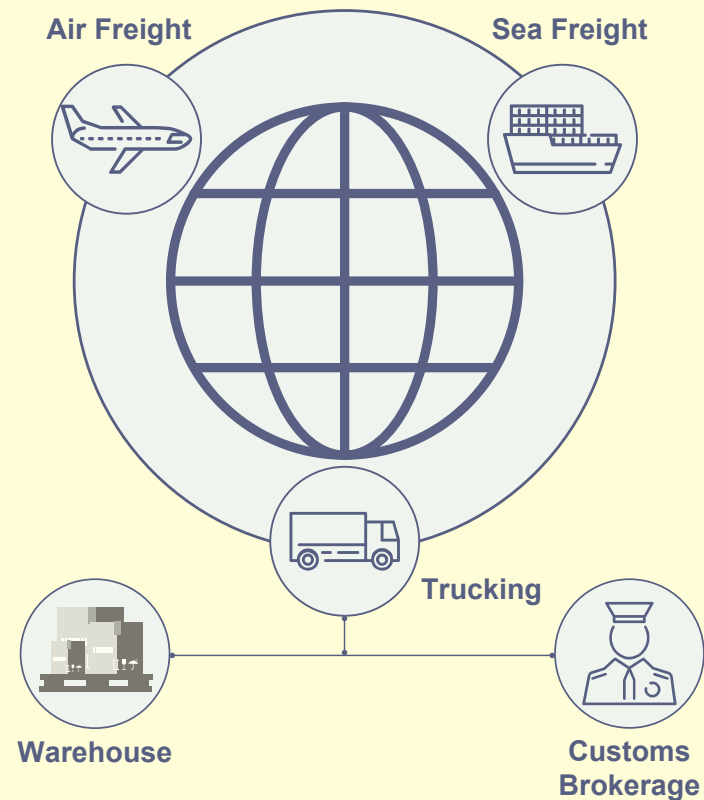 Air Freight
Sea Freight
Trucking
Warehouse
Customs
Brokerage